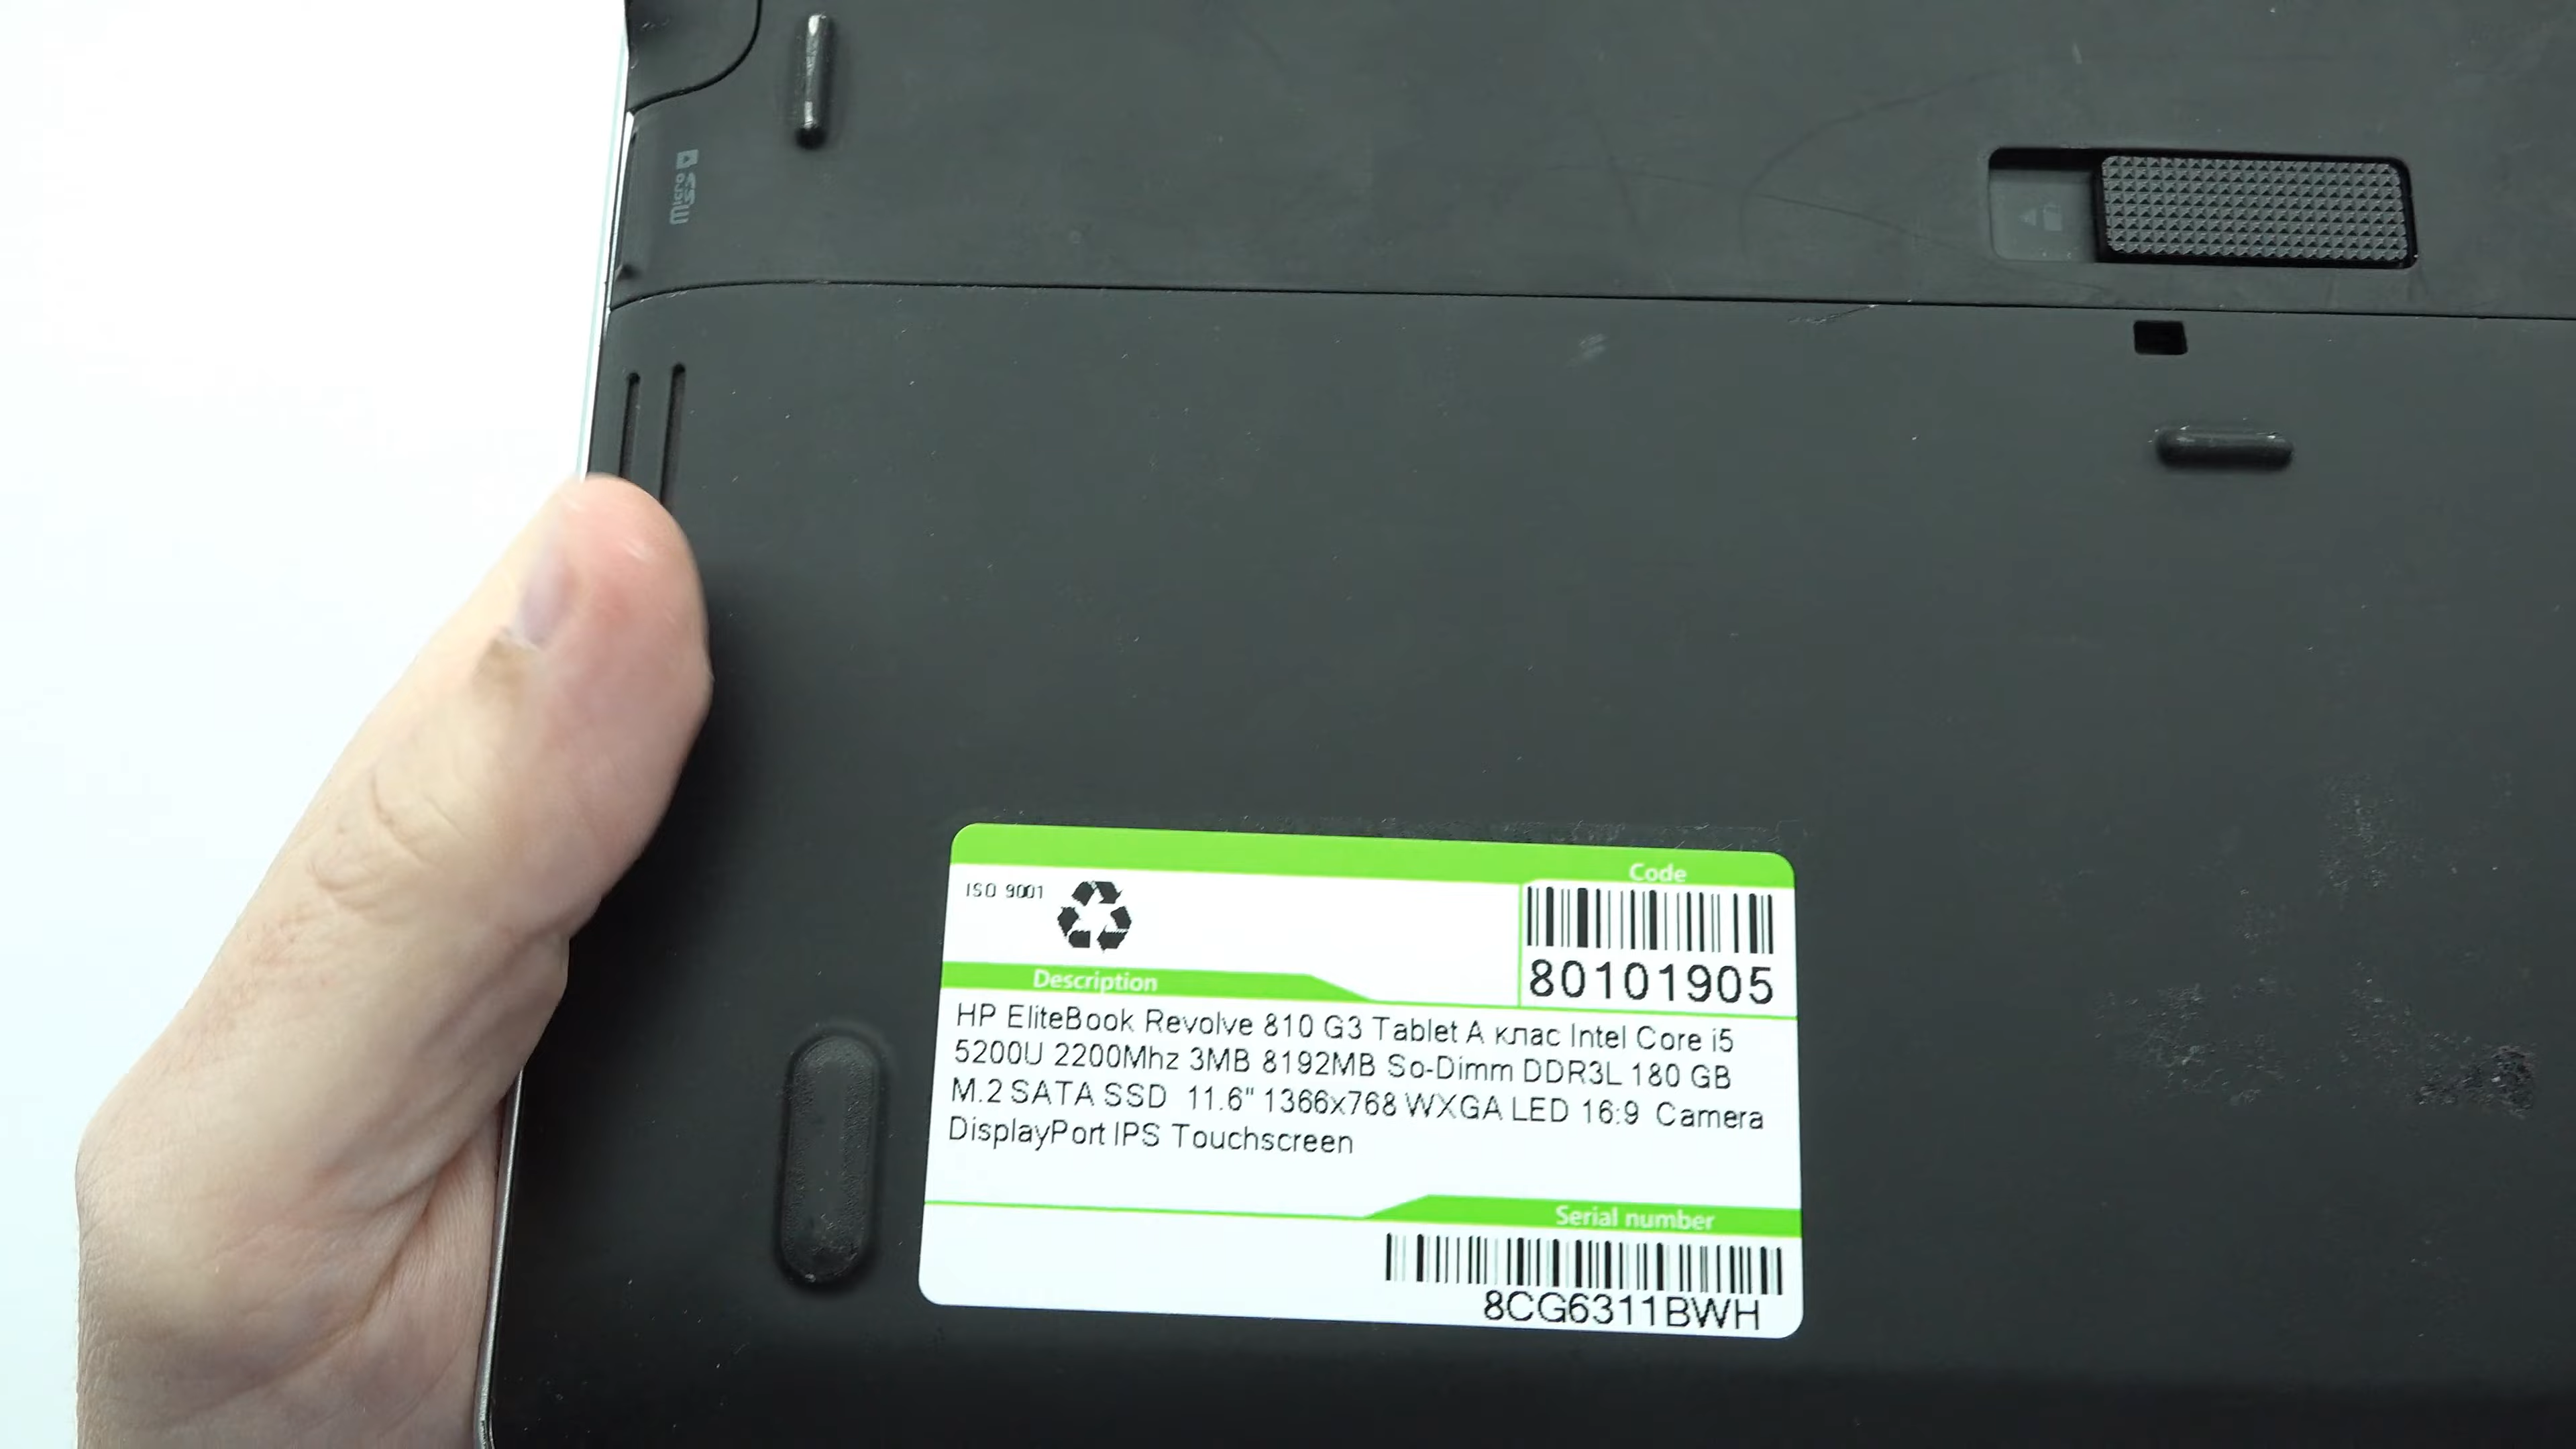 Micro
Code
ISO 9001
80101905
Description
HP EliteBook Revolve 810 G3 Tablet А клас Intel Core i5
5200U 2200Mhz 3MB 8192MB So-Dimm DDR3L 180 GB
M.2 SATA SSD 11.6" 1366x768 WXGA LED 16:9 Camera
DisplayPort IPS Touchscreen
Serial number
8CG6311BWH